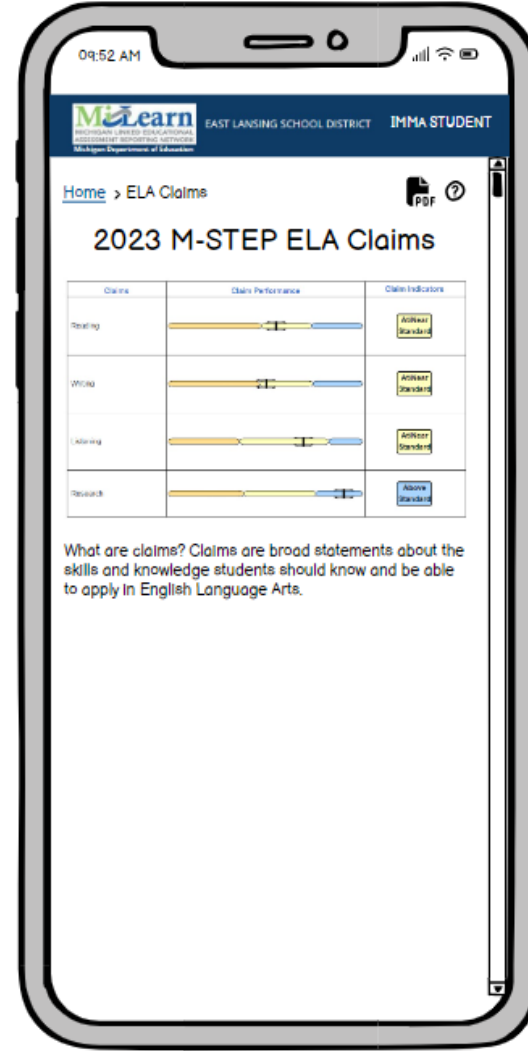 09:52 AM
MiLearn
MICHIGAN LINKED EDUCATIONAL
ASSESSMENT REPORTING NETWORK
Michigan Department of Education
EAST LANSING SCHOOL DISTRICT
IMMA STUDENT
Home > ELA Claims
PDF
?
2023 M-STEP ELA Claims
Claims Claim Performance Claim Indicators
Reading
At/Near
Standard
At/Near
Standard
Listening
At/Near
Standard
Research
Above
Standard
What are claims? Claims are broad statements about the
skills and knowledge students should know and be able
to apply in English Language Arts.